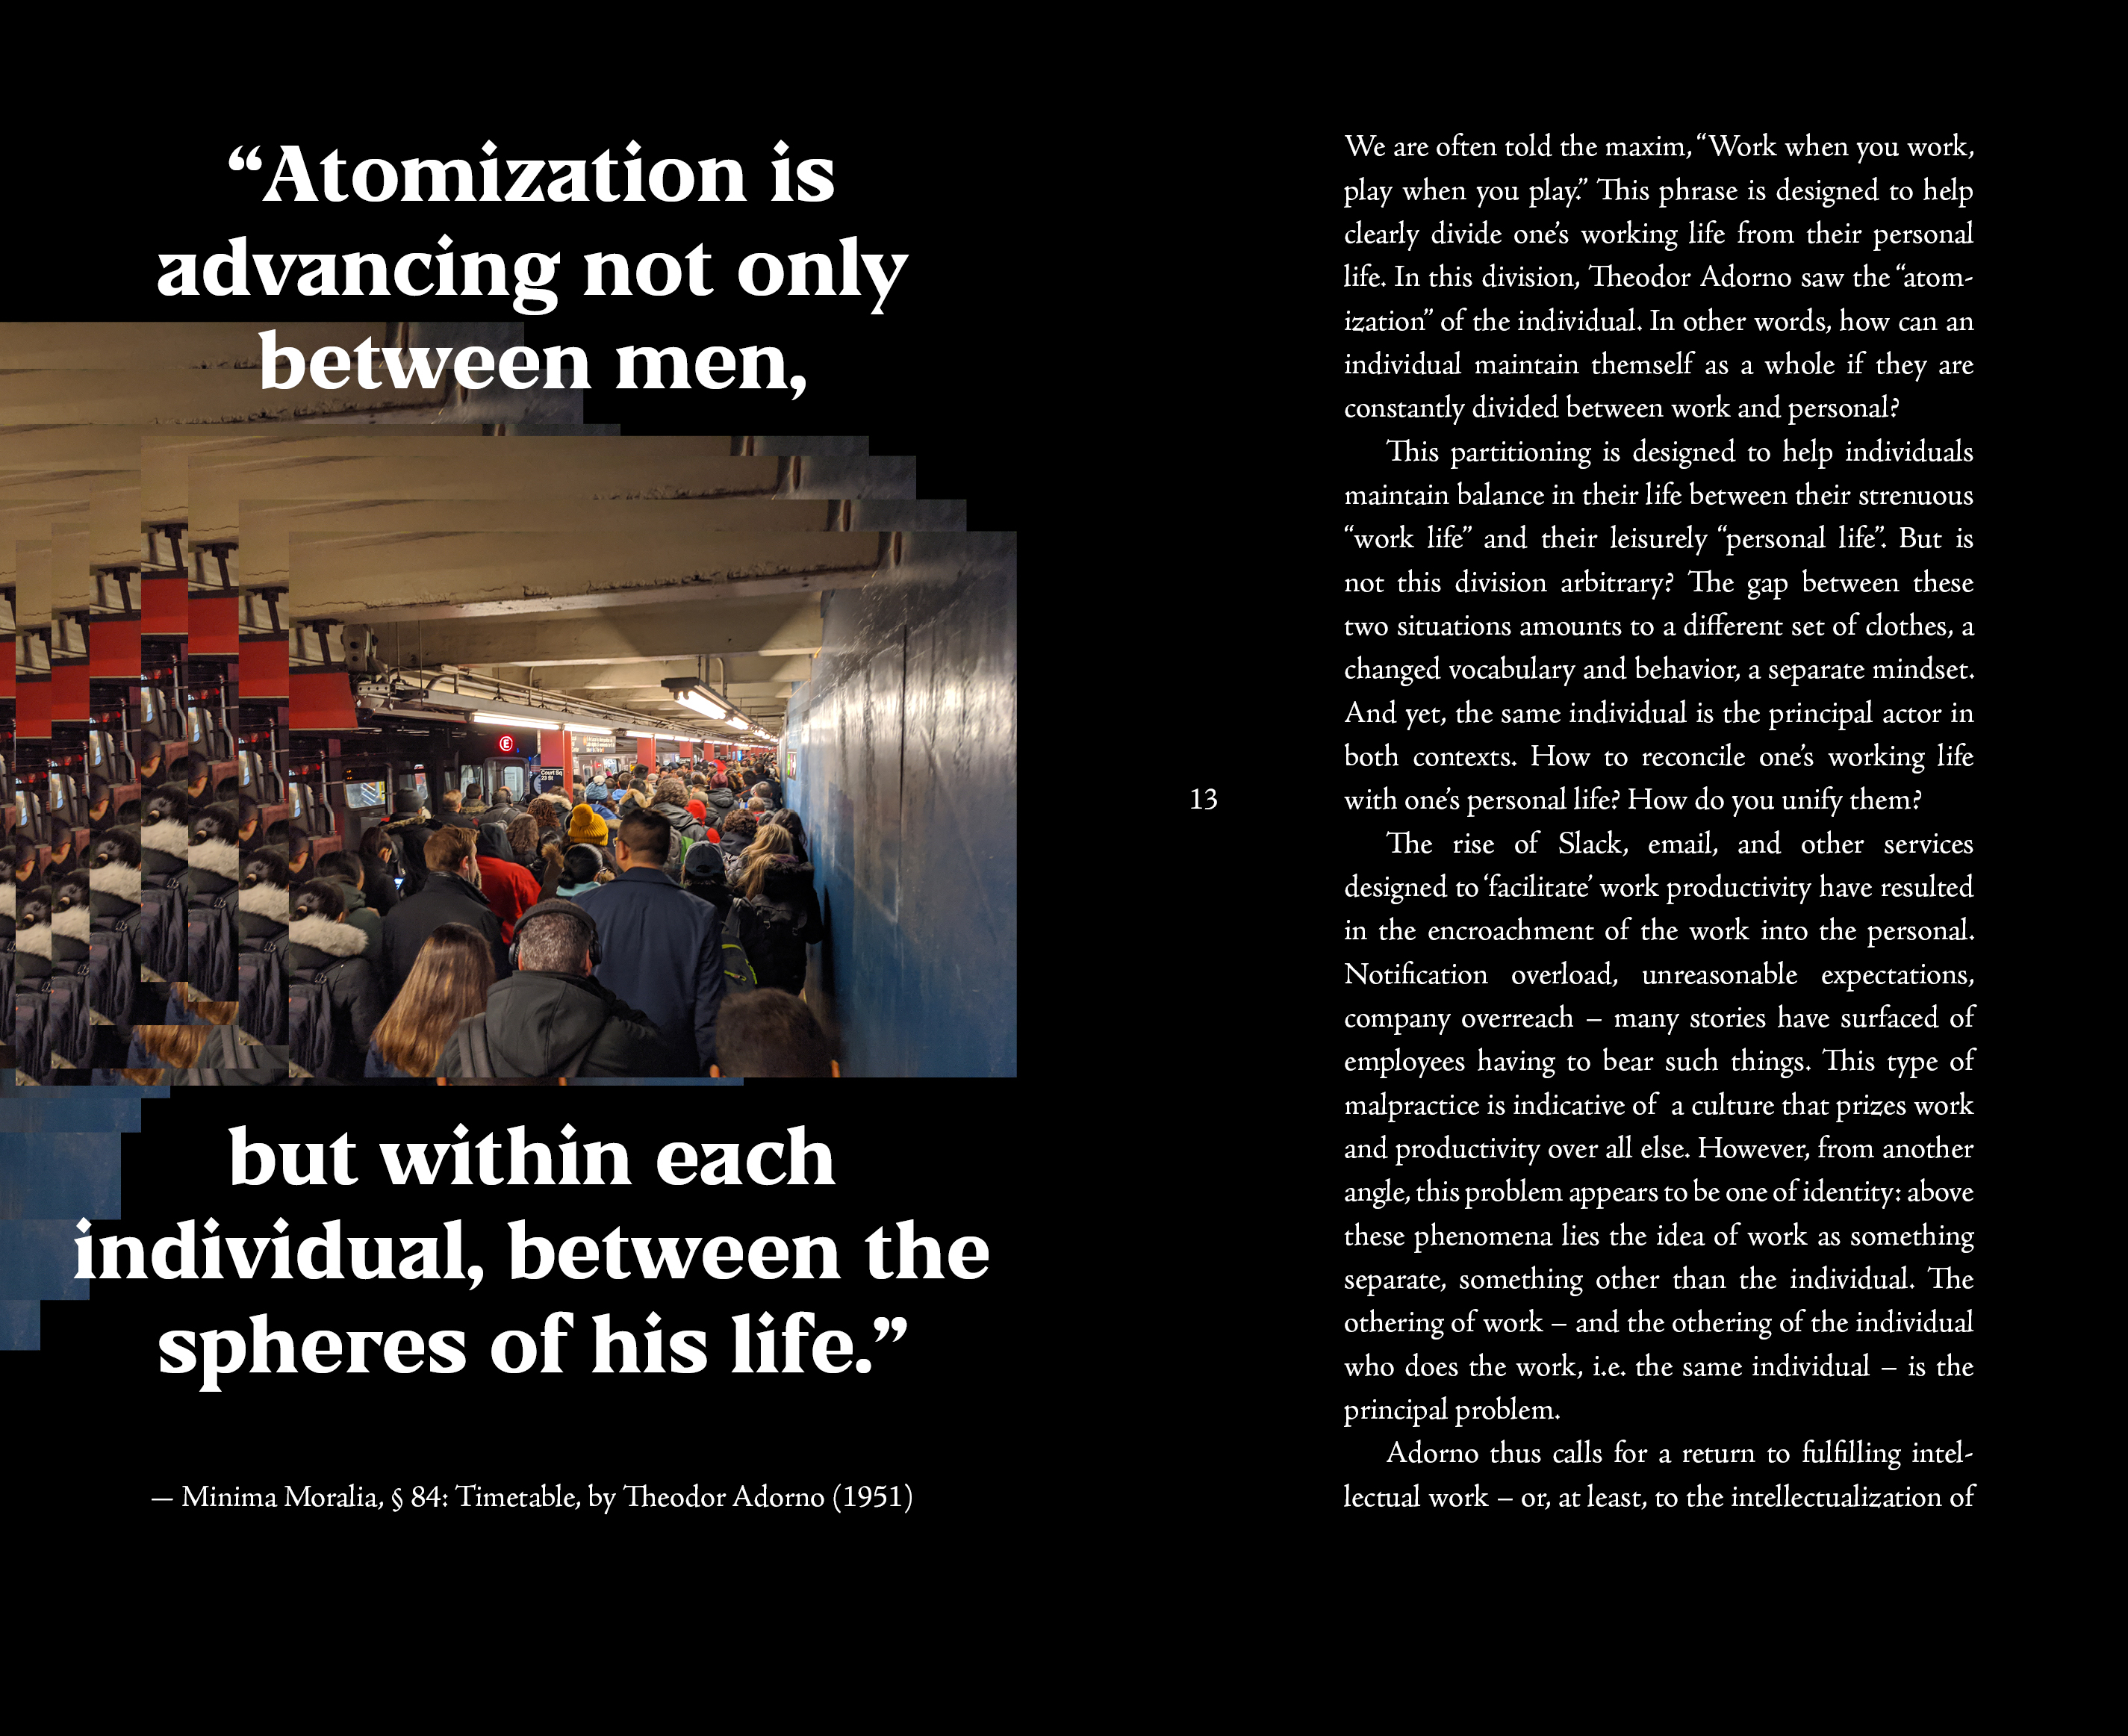 “Atomization is
advancing not only
between men,
E
Court Sq
23 St
but within each
individual, between the
spheres of his life.”
— Minima Moralia, § 84: Timetable, by Theodor Adorno (1951)
13
We are often told the maxim, “Work when you work,
play when you play.” This phrase is designed to help
clearly divide one’s working life from their personal
life. In this division, Theodor Adorno saw the “atom-
ization” of the individual. In other words, how can an
individual maintain themself as a whole if they are
constantly divided between work and personal?
This partitioning is designed to help individuals
maintain balance in their life between their strenuous
“work life” and their leisurely “personal life”. But is
not this division arbitrary? The gap between these
two situations amounts to a different set of clothes, a
changed vocabulary and behavior, a separate mindset.
And yet, the same individual is the principal actor in
both contexts. How to reconcile one’s working life
with one’s personal life? How do you unify them?
The rise of Slack, email, and other services
designed to ‘facilitate’ work productivity have resulted
in the encroachment of the work into the personal.
Notification overload, unreasonable expectations,
company overreach – many stories have surfaced of
employees having to bear such things. This type of
malpractice is indicative of  a culture that prizes work
and productivity over all else. However, from another
angle, this problem appears to be one of identity: above
these phenomena lies the idea of work as something
separate, something other than the individual. The
othering of work – and the othering of the individual
who does the work, i.e. the same individual – is the
principal problem.
Adorno thus calls for a return to fulfilling intel-
lectual work – or, at least, to the intellectualization of